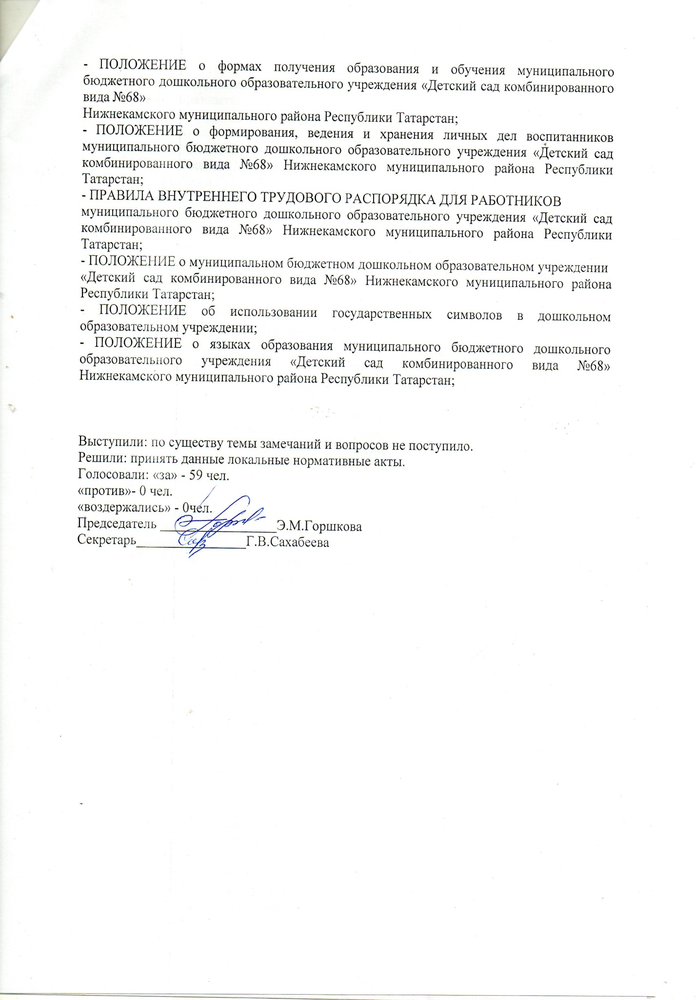 - ПОЛОЖЕНИЕ о формах получения образования и обучения муниципального
бюджетного дошкольного образовательного учреждения «Детский сад комбинированного
вида №68»
Нижнекамского муниципального района Республики Татарстан;
- ПОЛОЖЕНИЕ о формирования, ведения и хранения личных дел воспитанников
муниципального бюджетного дошкольного образовательного учреждения «Детский сад
комбинированного вида №68» Нижнекамского муниципального района Республики
Татарстан;
- ПРАВИЛА ВНУТРЕННЕГО ТРУДОВОГО РАСПОРЯДКА ДЛЯ РАБОТНИКОВ
муниципального бюджетного дошкольного образовательного учреждения «Детский сад
комбинированного вида №68» Нижнекамского муниципального района Республики
Татарстан;
- ПОЛОЖЕНИЕ о муниципальном бюджетном дошкольном образовательном учреждении
«Детский сад комбинированного вида №68» Нижнекамского муниципального района
Республики Татарстан;
- ПОЛОЖЕНИЕ об использовании государственных символов в дошкольном
образовательном учреждении;
- ПОЛОЖЕНИЕ о языках образования муниципального бюджетного дошкольного
образовательного учреждения «Детский сад комбинированного вида №68»
Нижнекамского муниципального района Республики Татарстан;
Выступили: по существу темы замечаний и вопросов не поступило.
Решили: принять данные локальные нормативные акты.
Голосовали: «за» - 59 чел.
«против»- 0 чел.
«воздержались» - 0чел.
Председатель _________________Э.М.Горшкова
Секретарь________________Г.В.Сахабеева